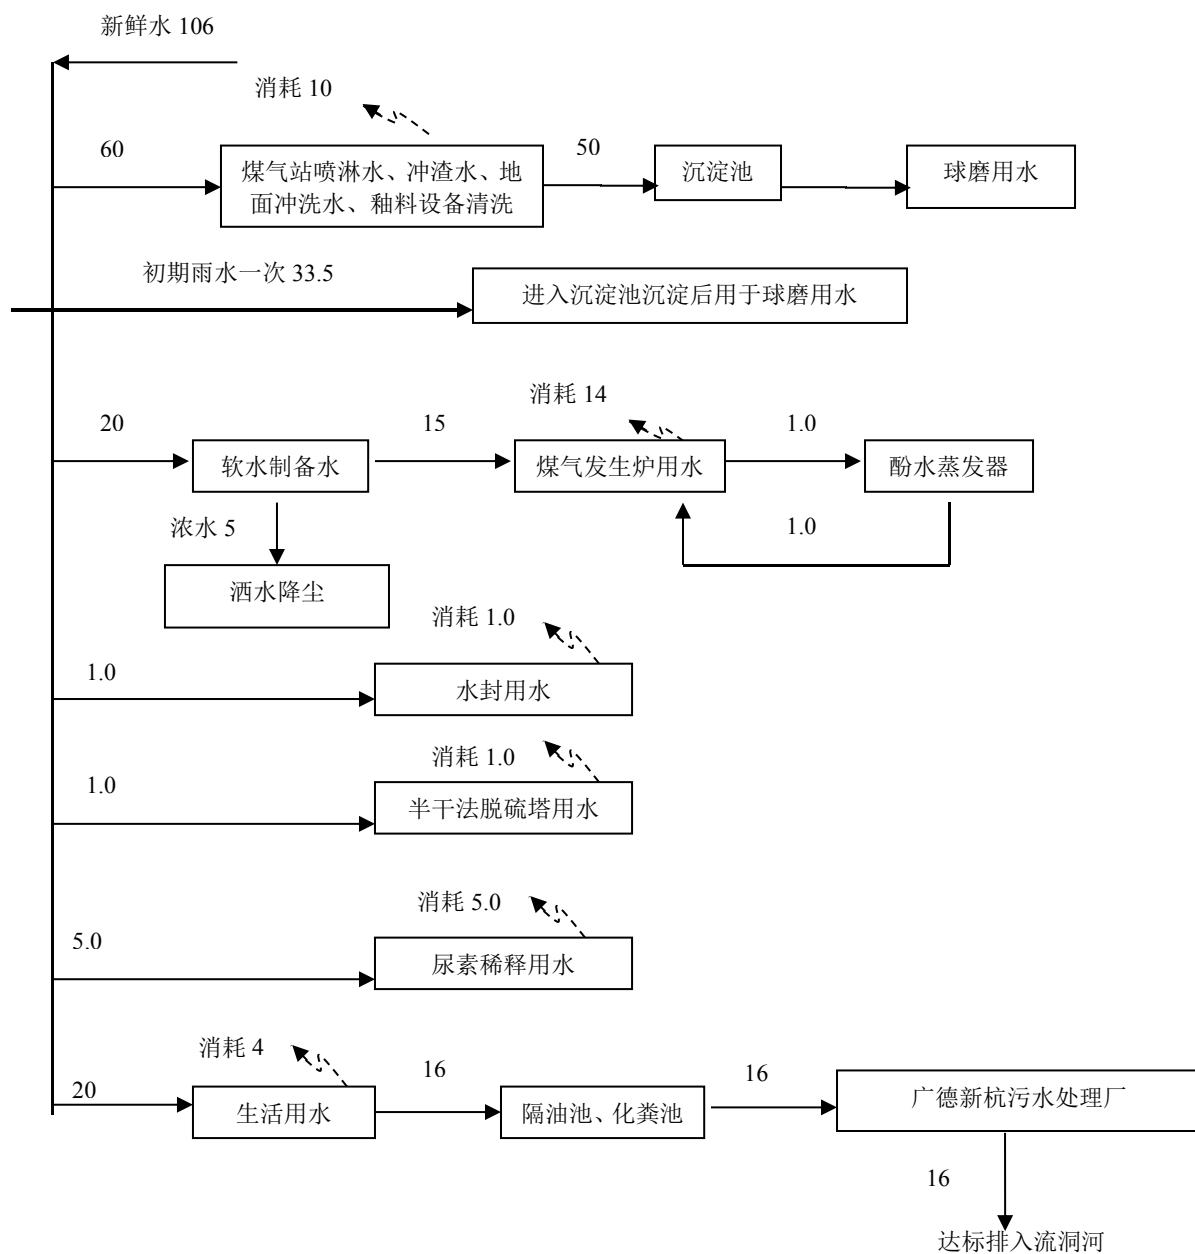 新鲜水 106
消耗 10
60
煤气站喷淋水、冲渣水、地
面冲洗水、釉料设备清洗
50
沉淀池
球磨用水
初期雨水一次 33.5
进入沉淀池沉淀后用于球磨用水
消耗 14
20
软水制备水
15
煤气发生炉用水
1.0
酚水蒸发器
1.0
浓水 5
洒水降尘
消耗 1.0
1.0
水封用水
消耗 1.0
1.0
半干法脱硫塔用水
消耗 5.0
5.0
尿素稀释用水
消耗 4
20
生活用水
16
隔油池、化粪池
16
广德新杭污水处理厂
16
达标排入流洞河